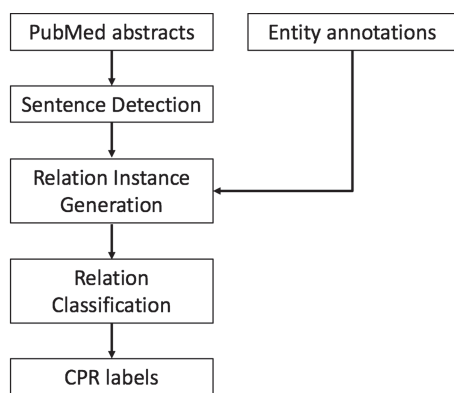 PubMed abstracts
Entity annotations
Sentence Detection
Relation Instance
Generation
Relation
Classification
CPR labels